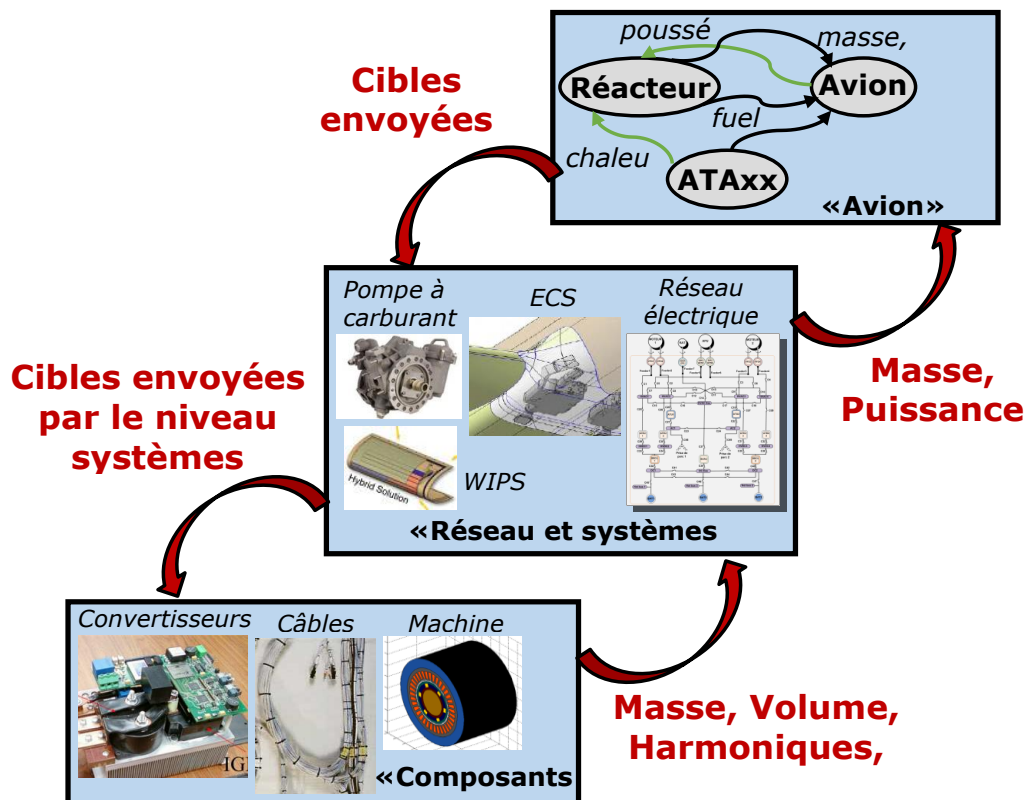 poussé
masse,
Réacteur
Avion
fuel
chaleu
ATAxx
«Avion»
Cibles
envoyées
Pompe à
carburant
ECS
Réseau
électrique
Hybrid Solution
WIPS
«Réseau et systèmes
Masse,
Puissance
Cibles envoyées
par le niveau
systèmes
Convertisseurs
Câbles
Machine
«Composants
Masse, Volume,
Harmoniques,